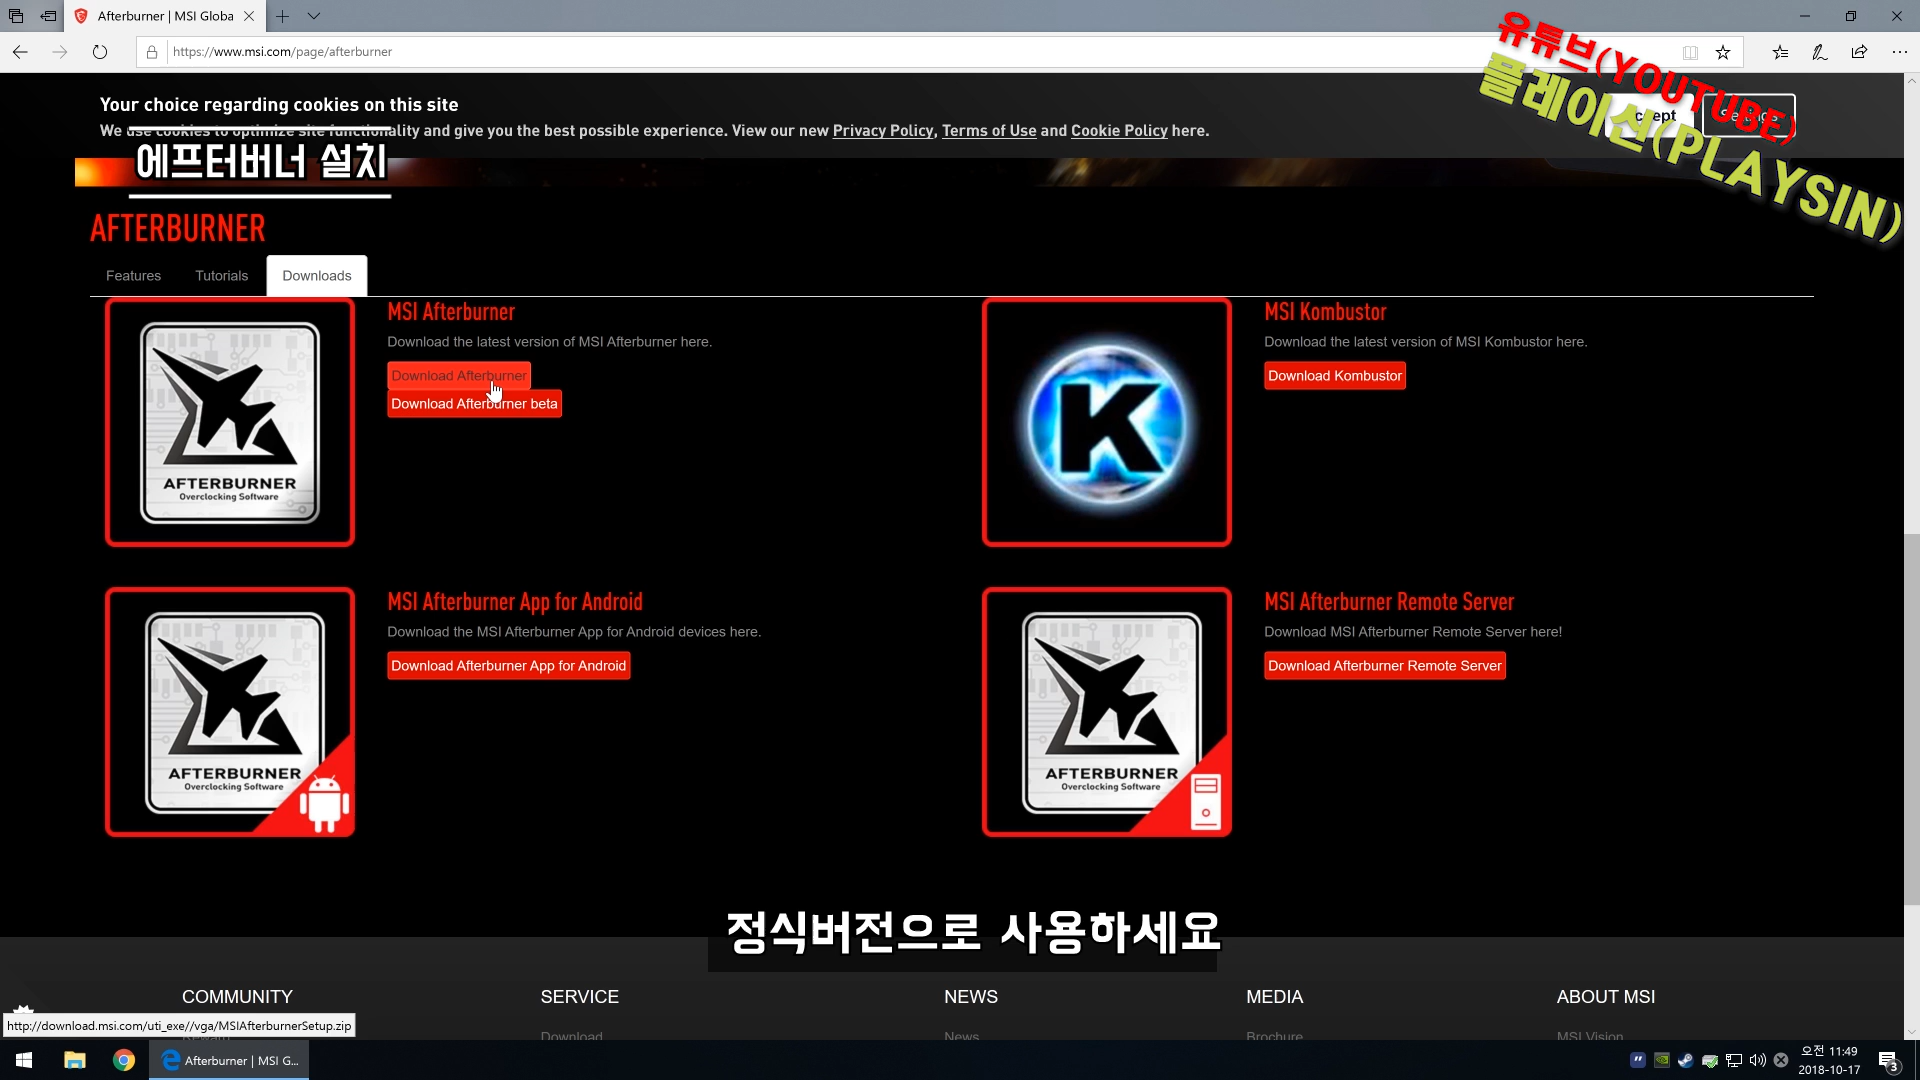 Afterburner | MSI Globa
https://www.msi.com/page/afterburner
유튜브(YOUTUBE)
플레이신(PLAYSIN)
Your choice regarding cookies on this site
We use cookies to optimize site functionality and give you the best possible experience. View our new Privacy Policy, Terms of Use and Cookie Policy here.
에프터버너 설치
AFTERBURNER
Features
Tutorials
Downloads
MSI Afterburner
Download the latest version of MSI Afterburner here.
Download Afterburner
Download Afterburner beta
AFTERBURNER
Overclocking Software
MSI Kombustor
Download the latest version of MSI Kombustor here.
Download Kombustor
K
MSI Afterburner App for Android
Download the MSI Afterburner App for Android devices here.
Download Afterburner App for Android
AFTERBURNER
Overclocking Software
MSI Afterburner Remote Server
Download MSI Afterburner Remote Server here!
Download Afterburner Remote Server
AFTERBURNER
Overclocking Software
정식버전으로 사용하세요
COMMUNITY
SERVICE
NEWS
MEDIA
ABOUT MSI
Download
News
Brochure
MSI Vision
http://download.msi.com/uti_exe//vga/MSIAfterburnerSetup.zip
Afterburner | MSI G...
오전 11:49
2018-10-17
3